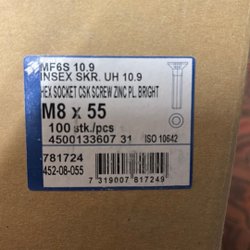 MF6S 10.9
INSEX SKR. UH 10.9
HEX SOCKET CSK SCREW ZINC PL. BRIGHT
M8 x 55
100 stk./pcs
4500133607 31 ISO 10642
781724
452-08-055
7 319007 817249